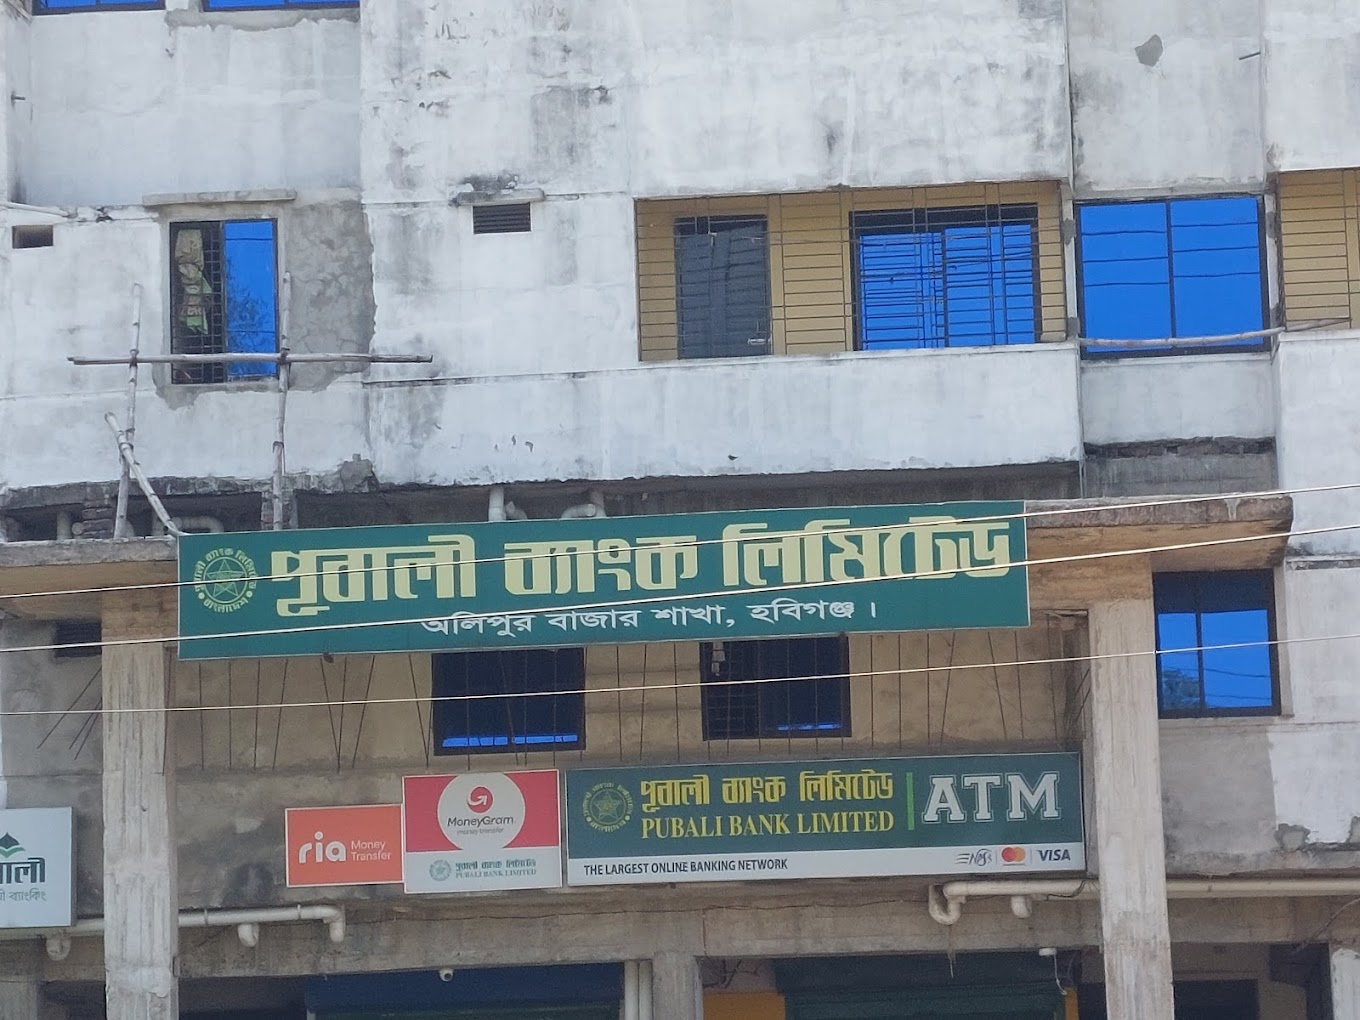 পূবালী ব্যাংক লিমিটেড
অলিপুর বাজার শাখা, হবিগঞ্জ।
ria Money Transfer
MoneyGram
money transfer
পূবালী ব্যাংক লিমিটেড
PUBALI BANK LIMITED
পূবালী ব্যাংক লিমিটেড
PUBALI BANK LIMITED
ATM
THE LARGEST ONLINE BANKING NETWORK
NPSB
VISA
ব্যাংকিং